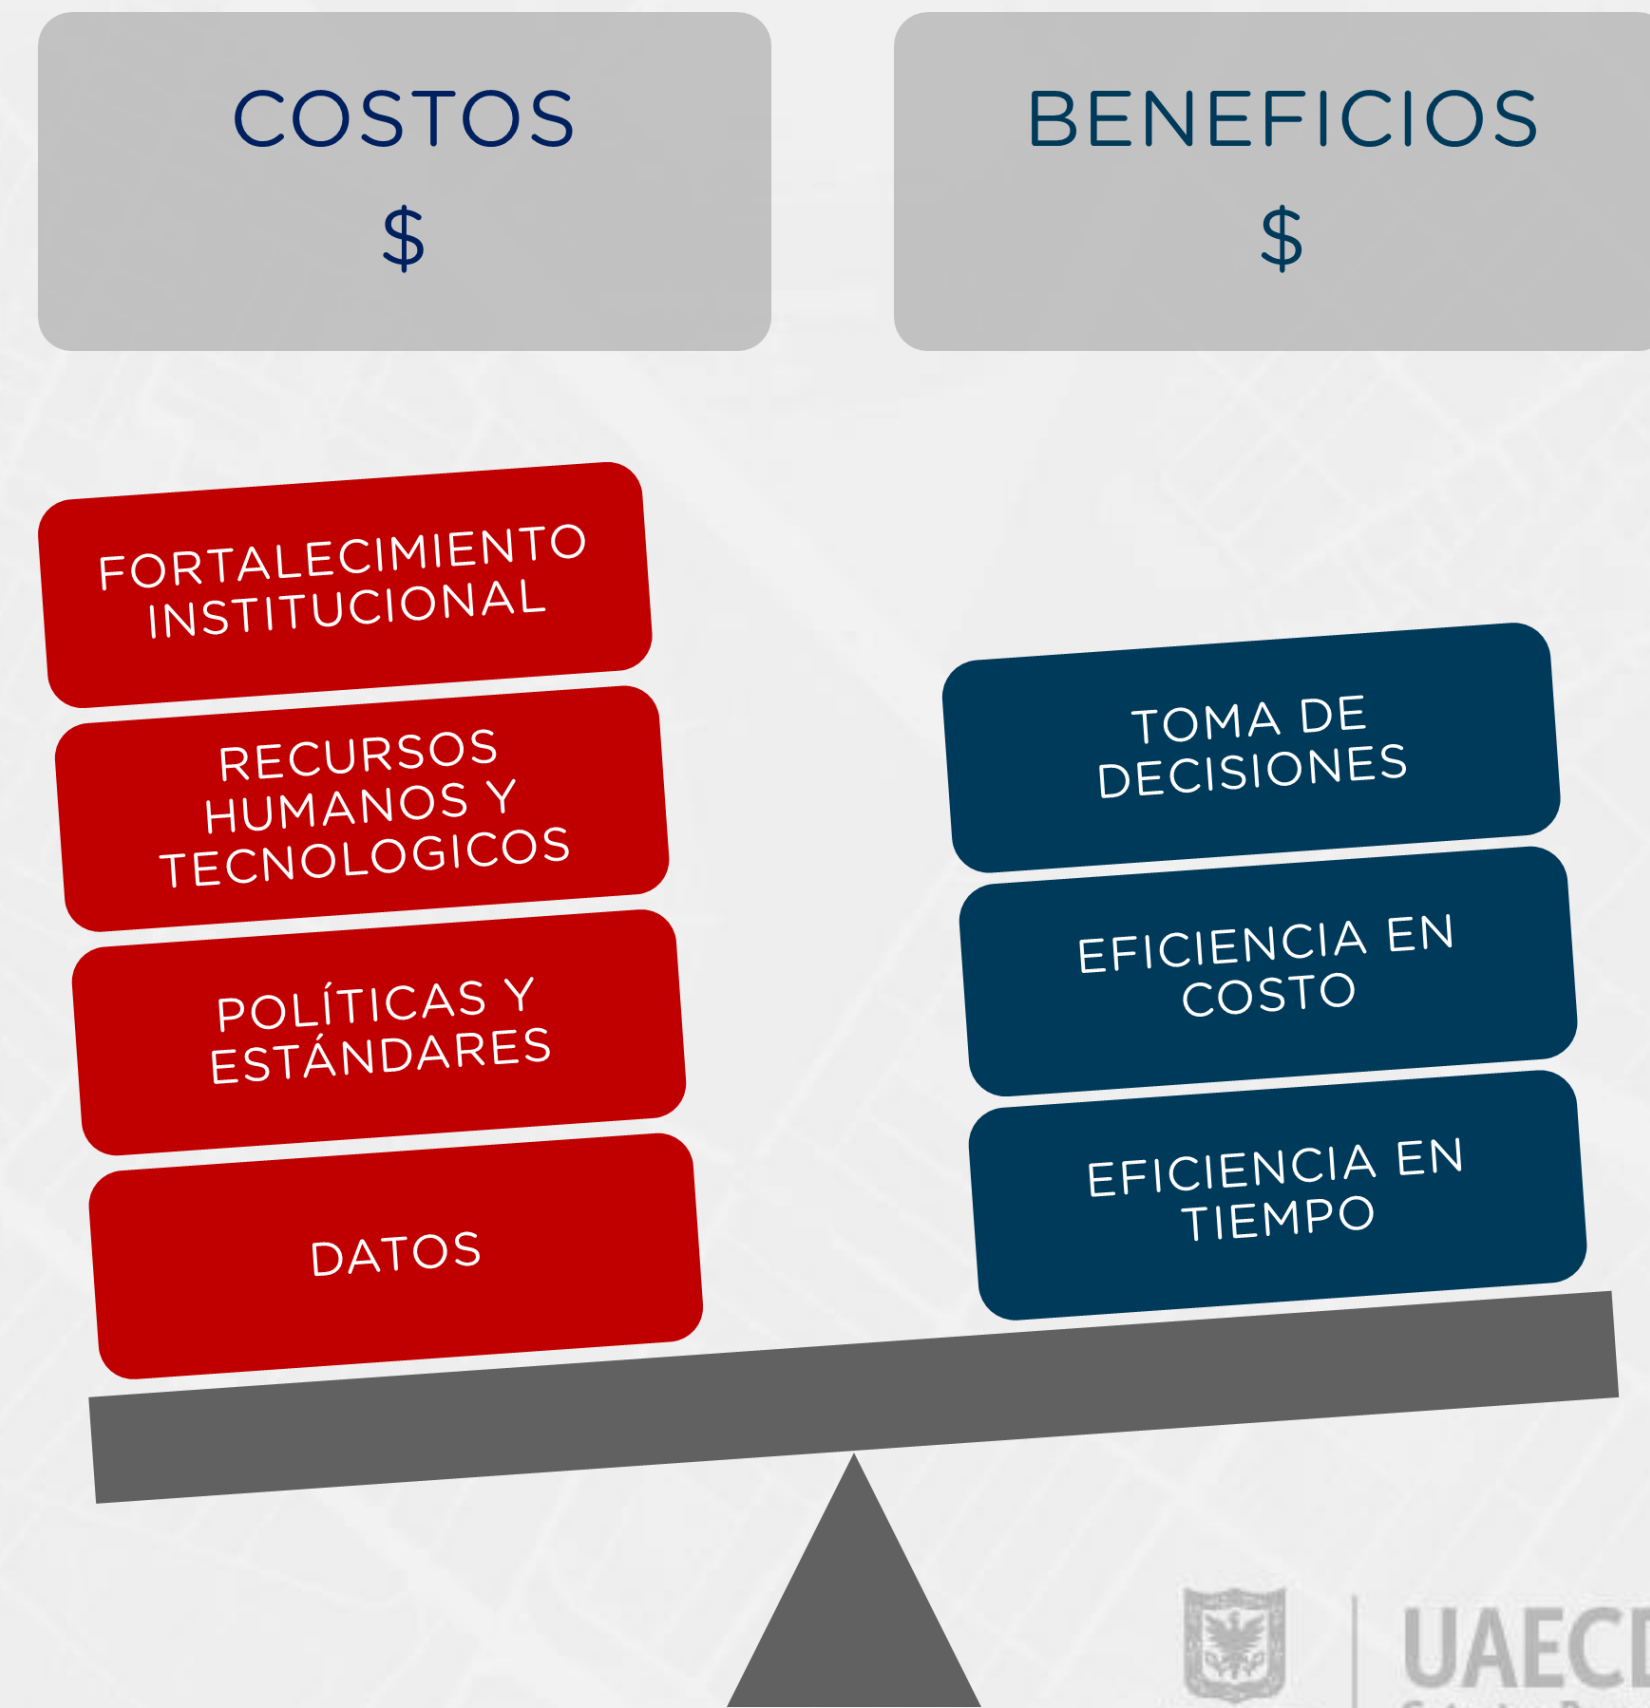 COSTOS
$
BENEFICIOS
$
FORTALECIMIENTO
INSTITUCIONAL
RECURSOS
HUMANOS Y
TECNOLOGICOS
POLÍTICAS Y
ESTÁNDARES
DATOS
TOMA DE
DECISIONES
EFICIENCIA EN
COSTO
EFICIENCIA EN
TIEMPO
UAECD